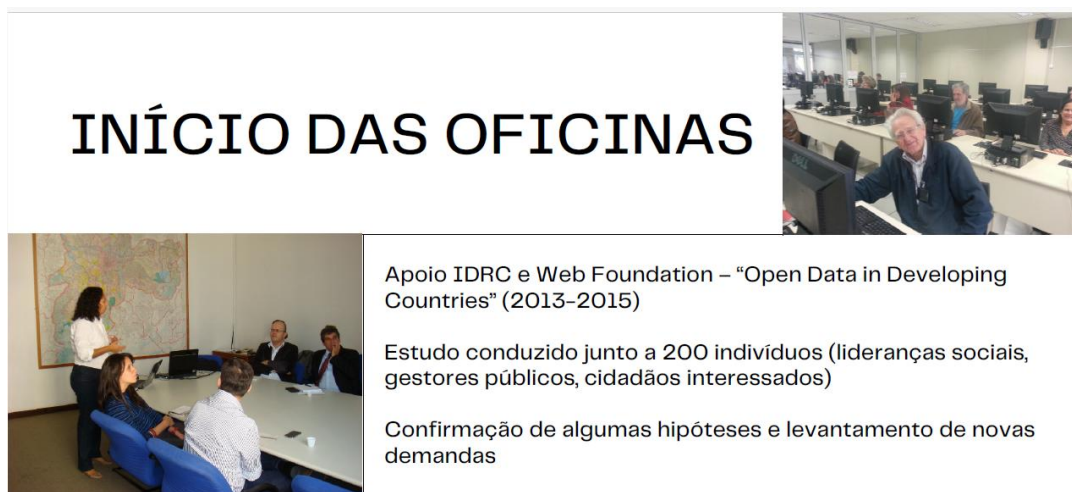 INÍCIO DAS OFICINAS
Apoio IDRC e Web Foundation – “Open Data in Developing
Countries” (2013-2015)
Estudo conduzido junto a 200 indivíduos (lideranças sociais,
gestores públicos, cidadãos interessados)
Confirmação de algumas hipóteses e levantamento de novas
demandas